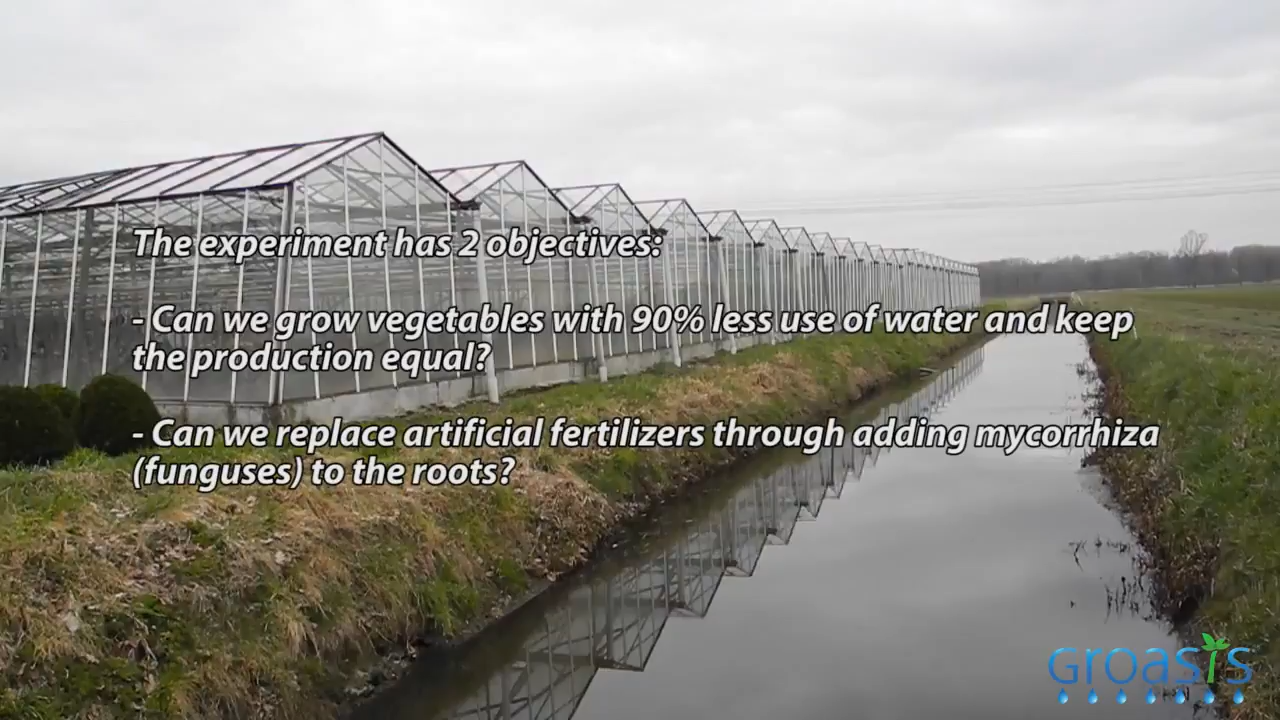 The experiment has 2 objectives:
- Can we grow vegetables with 90% less use of water and keep
the production equal?
- Can we replace artificial fertilizers through adding mycorrhiza
(funguses) to the roots?
groasis